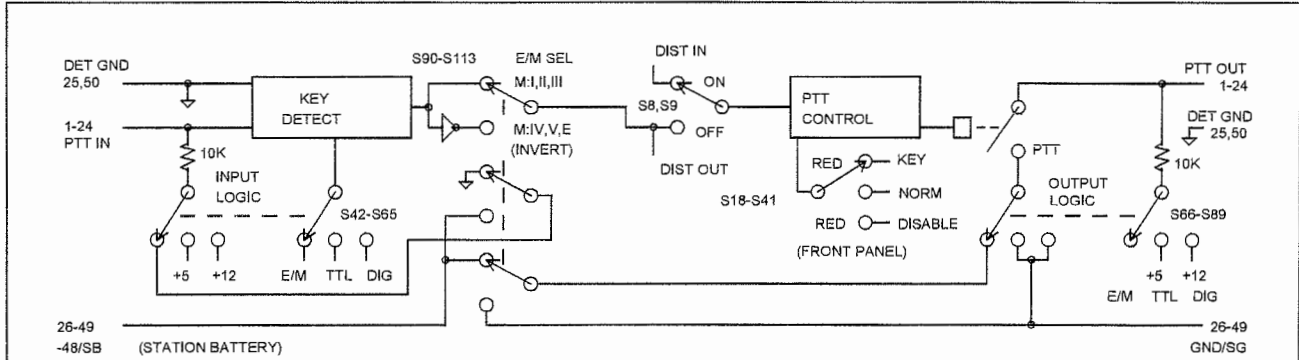 S90-S113
E/M SEL
M:I,II,III
M:IV,V,E
(INVERT)
DET GND
25,50
1-24
PTT IN
KEY
DETECT
10K
INPUT
LOGIC
S42-S65
+5
+12
E/M
TTL
DIG
26-49
-48/SB
(STATION BATTERY)
DIST IN
ON
S8,S9
OFF
DIST OUT
PTT
CONTROL
RED
KEY
S18-S41
NORM
RED
DISABLE
(FRONT PANEL)
PTT
OUTPUT
LOGIC
PTT OUT
1-24
DET GND
25,50
10K
S66-S89
+5
+12
E/M
TTL
DIG
26-49
GND/SG